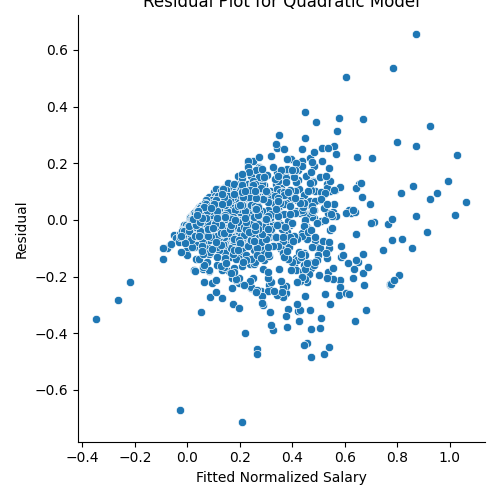 Residual Plot for Quadratic Model
0.6
0.4
0.2
0.0
−0.2
−0.4
−0.6
Residual
−0.4 −0.2 0.0 0.2 0.4 0.6 0.8 1.0
Fitted Normalized Salary